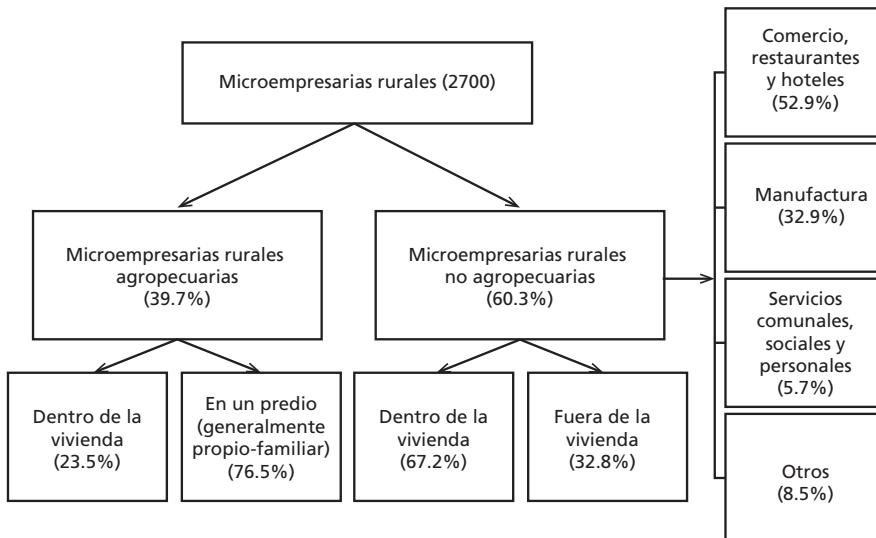 Microempresarias rurales (2700)
Microempresarias rurales
agropecuarias
(39.7%)
Microempresarias rurales
no agropecuarias
(60.3%)
Dentro de la
vivienda
(23.5%)
En un predio
(generalmente
propio-familiar)
(76.5%)
Dentro de la
vivienda
(67.2%)
Fuera de la
vivienda
(32.8%)
Comercio,
restaurantes
y hoteles
(52.9%)
Manufactura
(32.9%)
Servicios
comunales,
sociales y
personales
(5.7%)
Otros
(8.5%)